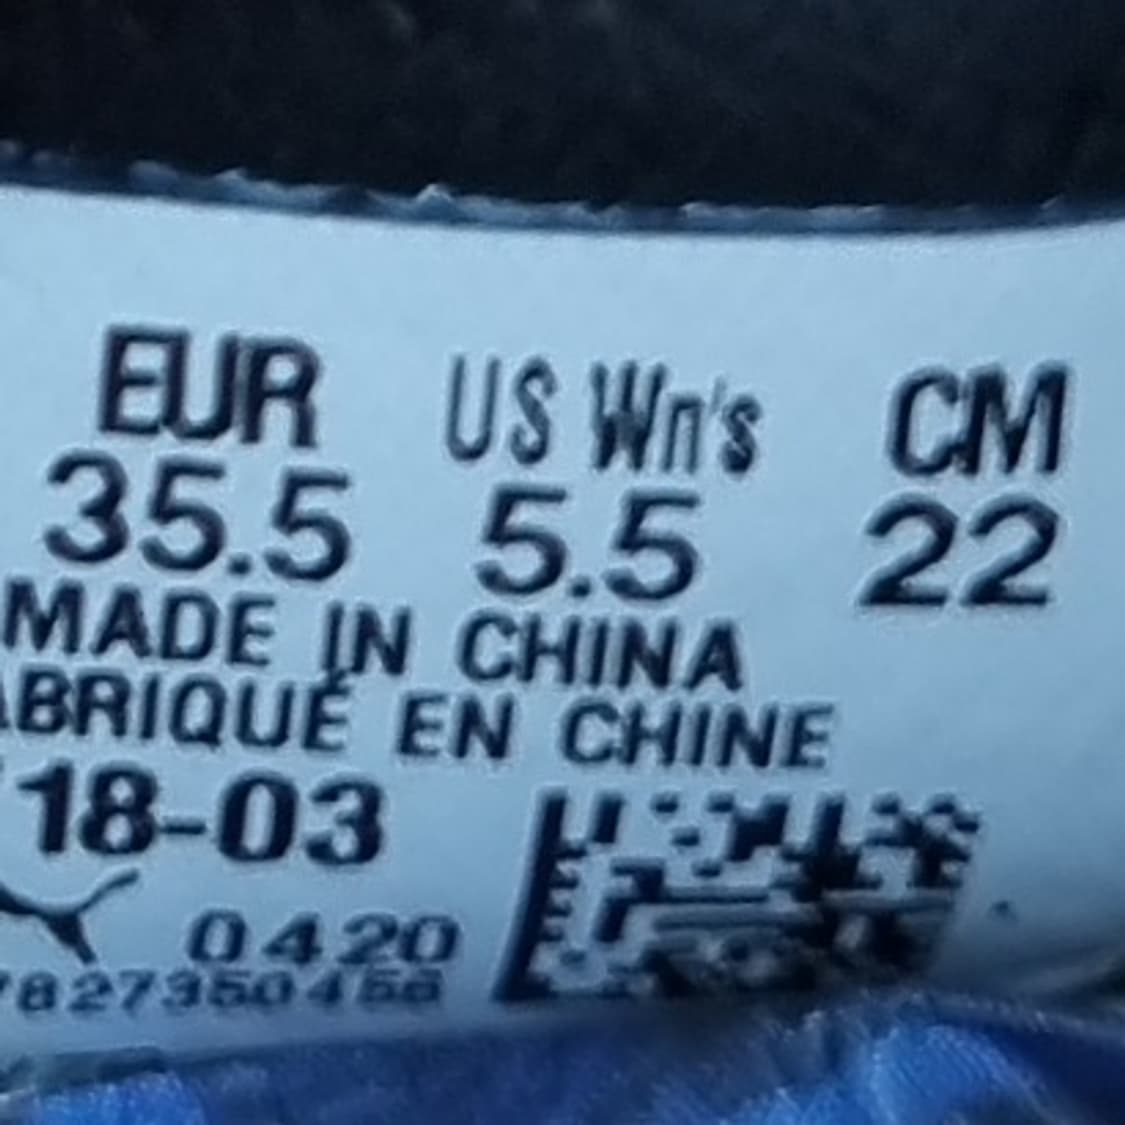 EUR US Wn's CM
35.5 5.5 22
MADE IN CHINA
ABRIQUÉ EN CHINE
18-03
0420